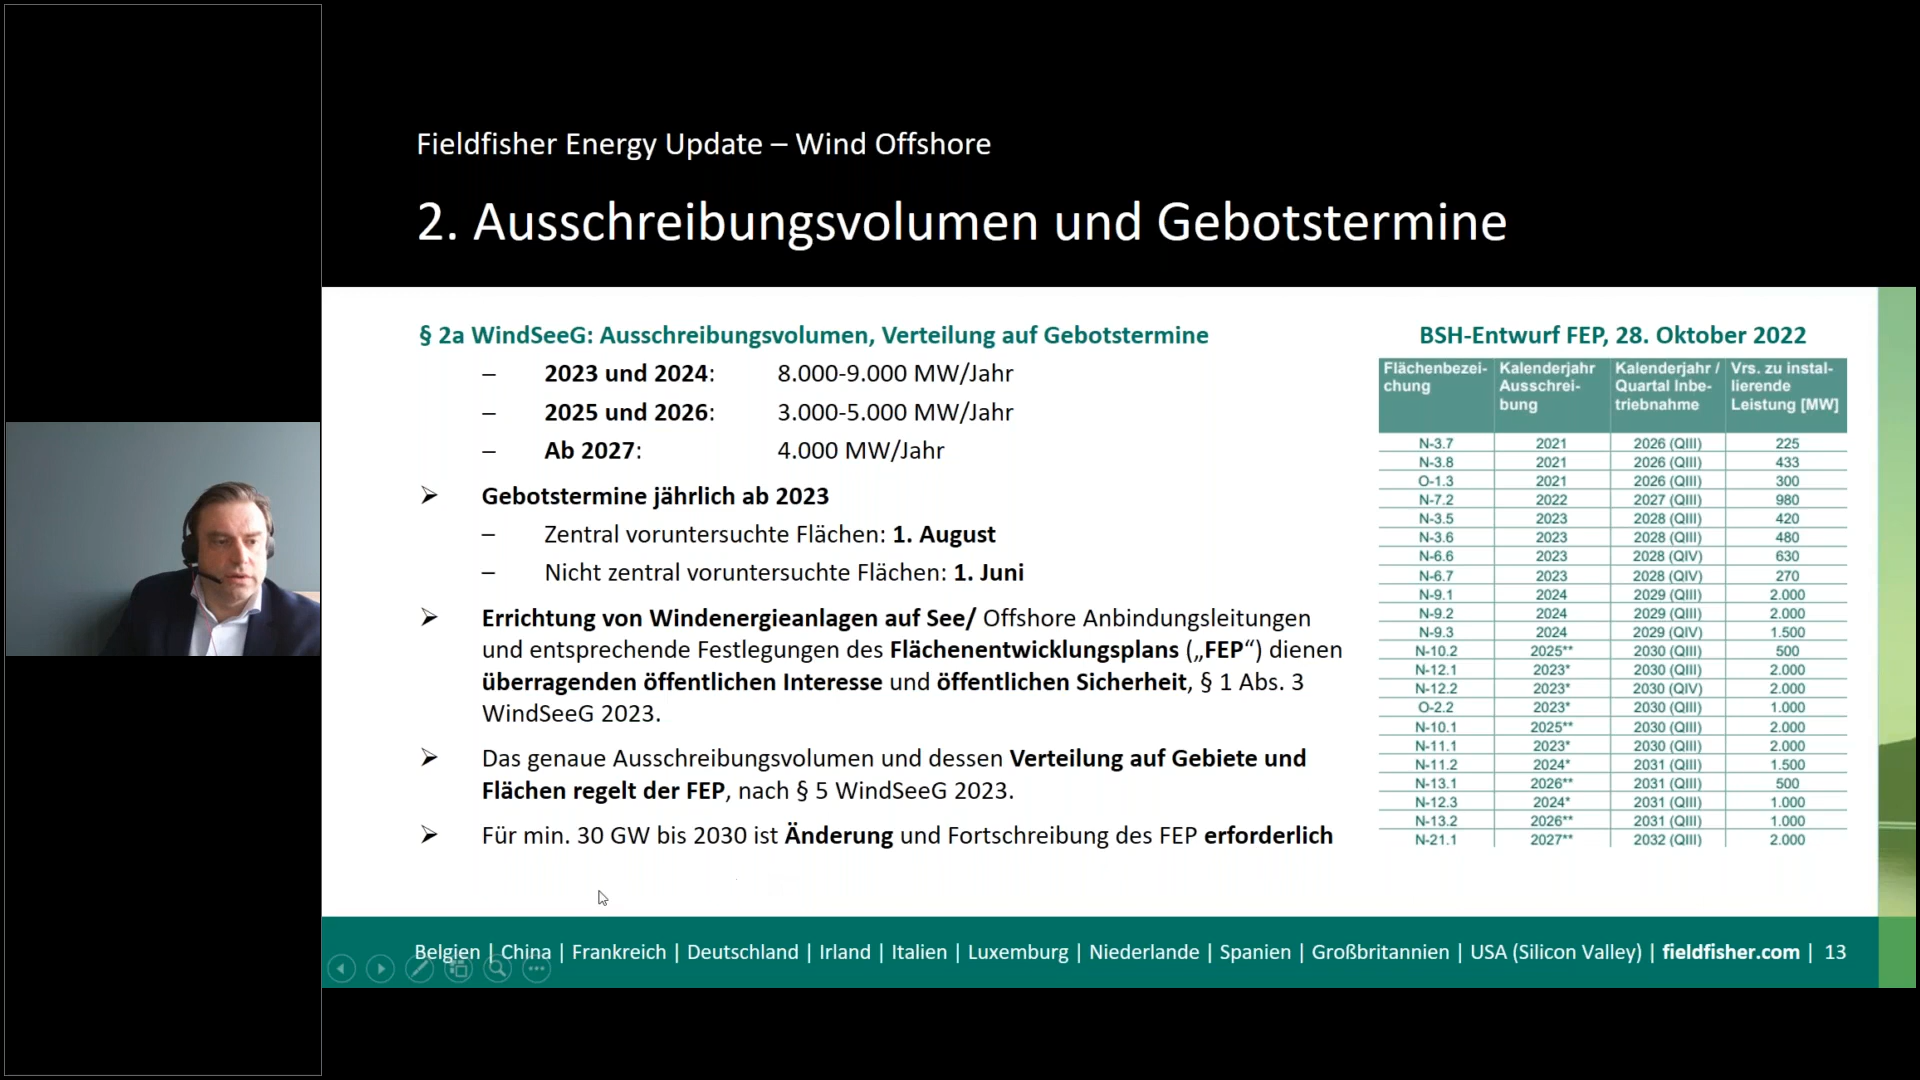 Fieldfisher Energy Update – Wind Offshore
2. Ausschreibungsvolumen und Gebotstermine
§ 2a WindSeeG: Ausschreibungsvolumen, Verteilung auf Gebotstermine
– 2023 und 2024: 8.000-9.000 MW/Jahr
– 2025 und 2026: 3.000-5.000 MW/Jahr
– Ab 2027: 4.000 MW/Jahr
➢ Gebotstermine jährlich ab 2023
– Zentral voruntersuchte Flächen: 1. August
– Nicht zentral voruntersuchte Flächen: 1. Juni
➢ Errichtung von Windenergieanlagen auf See/ Offshore Anbindungsleitungen
und entsprechende Festlegungen des Flächenentwicklungsplans („FEP“) dienen
überragenden öffentlichen Interesse und öffentlichen Sicherheit, § 1 Abs. 3
WindSeeG 2023.
➢ Das genaue Ausschreibungsvolumen und dessen Verteilung auf Gebiete und
Flächen regelt der FEP, nach § 5 WindSeeG 2023.
➢ Für min. 30 GW bis 2030 ist Änderung und Fortschreibung des FEP erforderlich
BSH-Entwurf FEP, 28. Oktober 2022
Flächenbezei- Kalenderjahr Kalenderjahr / Vrs. zu instal-
chung Ausschrei- Quartal Inbe- lierende
bung triebnahme Leistung [MW]
N-3.7 2021 2026 (QIII) 225
N-3.8 2021 2026 (QIII) 433
O-1.3 2021 2026 (QIII) 300
N-7.2 2022 2027 (QIII) 980
N-3.5 2023 2028 (QIII) 420
N-3.6 2023 2028 (QIII) 480
N-6.6 2023 2028 (QIV) 630
N-6.7 2023 2028 (QIV) 270
N-9.1 2024 2029 (QIII) 2.000
N-9.2 2024 2029 (QIII) 2.000
N-9.3 2024 2029 (QIV) 1.500
N-10.2 2025** 2030 (QIII) 500
N-12.1 2023* 2030 (QIII) 2.000
N-12.2 2023* 2030 (QIV) 2.000
O-2.2 2023* 2030 (QIII) 1.000
N-10.1 2025** 2030 (QIII) 2.000
N-11.1 2023* 2030 (QIII) 2.000
N-11.2 2024* 2031 (QIII) 1.500
N-13.1 2026** 2031 (QIII) 500
N-12.3 2024* 2031 (QIII) 1.000
N-13.2 2026** 2031 (QIII) 1.000
N-21.1 2027** 2032 (QIII) 2.000
Belgien | China | Frankreich | Deutschland | Irland | Italien | Luxemburg | Niederlande | Spanien | Großbritannien | USA (Silicon Valley) | fieldfisher.com | 13